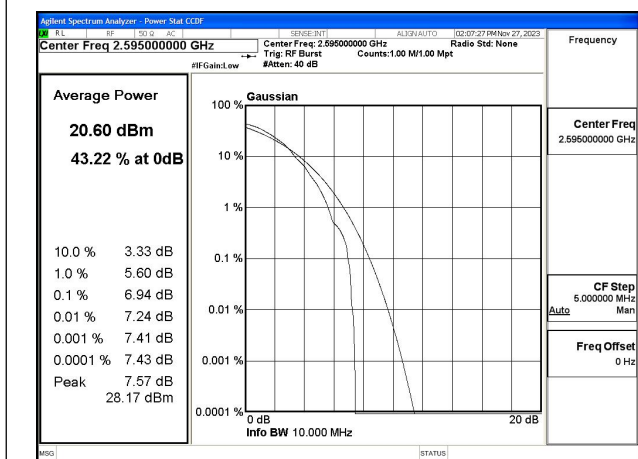 Agilent Spectrum Analyzer - Power Stat CCDF
RL RF 50 Ω AC SENSE:INT ALIGNAUTO 02:07:27 PM Nov 27, 2023
Center Freq 2.595000000 GHz
Center Freq: 2.595000000 GHz Radio Std: None
Trig: RF Burst Counts:1.00 M/1.00 Mpt
#IFGain:Low #Atten: 40 dB
Frequency
Average Power
20.60 dBm
43.22 % at 0dB
10.0 % 3.33 dB
1.0 % 5.60 dB
0.1 % 6.94 dB
0.01 % 7.24 dB
0.001 % 7.41 dB
0.0001 % 7.43 dB
Peak 7.57 dB
28.17 dBm
Gaussian
100 %
10 %
1 %
0.1 %
0.01 %
0.001 %
0.0001 %
0 dB 20 dB
Info BW 10.000 MHz
Center Freq
2.595000000 GHz
CF Step
5.000000 MHz
Auto Man
Freq Offset
0 Hz
MSG STATUS